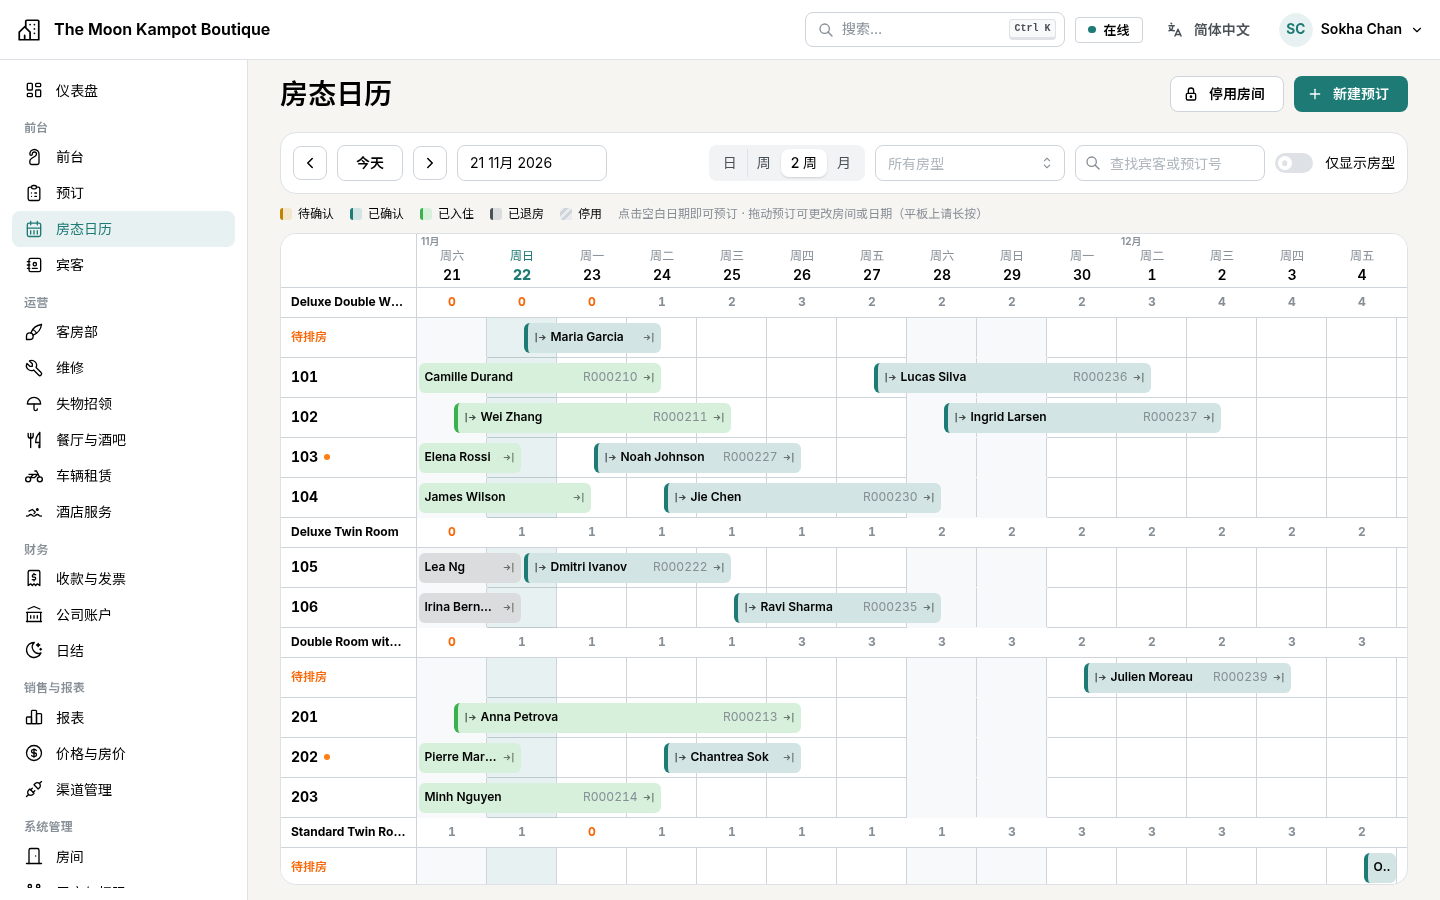 The Moon Kampot Boutique
搜索...
Ctrl K
在线
简体中文
SC
Sokha Chan
仪表盘
前台
前台
预订
房态日历
宾客
运营
客房部
维修
失物招领
餐厅与酒吧
车辆租赁
酒店服务
财务
收款与发票
公司账户
日结
销售与报表
报表
价格与房价
渠道管理
系统管理
房间
房态日历
停用房间
新建预订
今天
21 11月 2026
日
周
2 周
月
所有房型
查找宾客或预订号
仅显示房型
待确认
已确认
已入住
已退房
停用
点击空白日期即可预订 · 拖动预订可更改房间或日期（平板上请长按）
11月 12月
周六 周日 周一 周二 周三 周四 周五 周六 周日 周一 周二 周三 周四 周五
21 22 23 24 25 26 27 28 29 30 1 2 3 4
Deluxe Double W... 0 0 0 1 2 3 2 2 2 2 3 4 4 4
待排房 Maria Garcia
101 Camille Durand R000210 Lucas Silva R000236
102 Wei Zhang R000211 Ingrid Larsen R000237
103 Elena Rossi Noah Johnson R000227
104 James Wilson Jie Chen R000230
Deluxe Twin Room 0 1 1 1 1 1 1 2 2 2 2 2 2 2
105 Lea Ng Dmitri Ivanov R000222
106 Irina Bern... Ravi Sharma R000235
Double Room wit... 0 1 1 1 1 3 3 3 3 2 2 2 3 3
待排房 Julien Moreau R000239
201 Anna Petrova R000213
202 Pierre Mar... Chantrea Sok
203 Minh Nguyen R000214
Standard Twin Ro... 1 1 0 1 1 1 1 1 3 3 3 3 3 2
待排房 O..